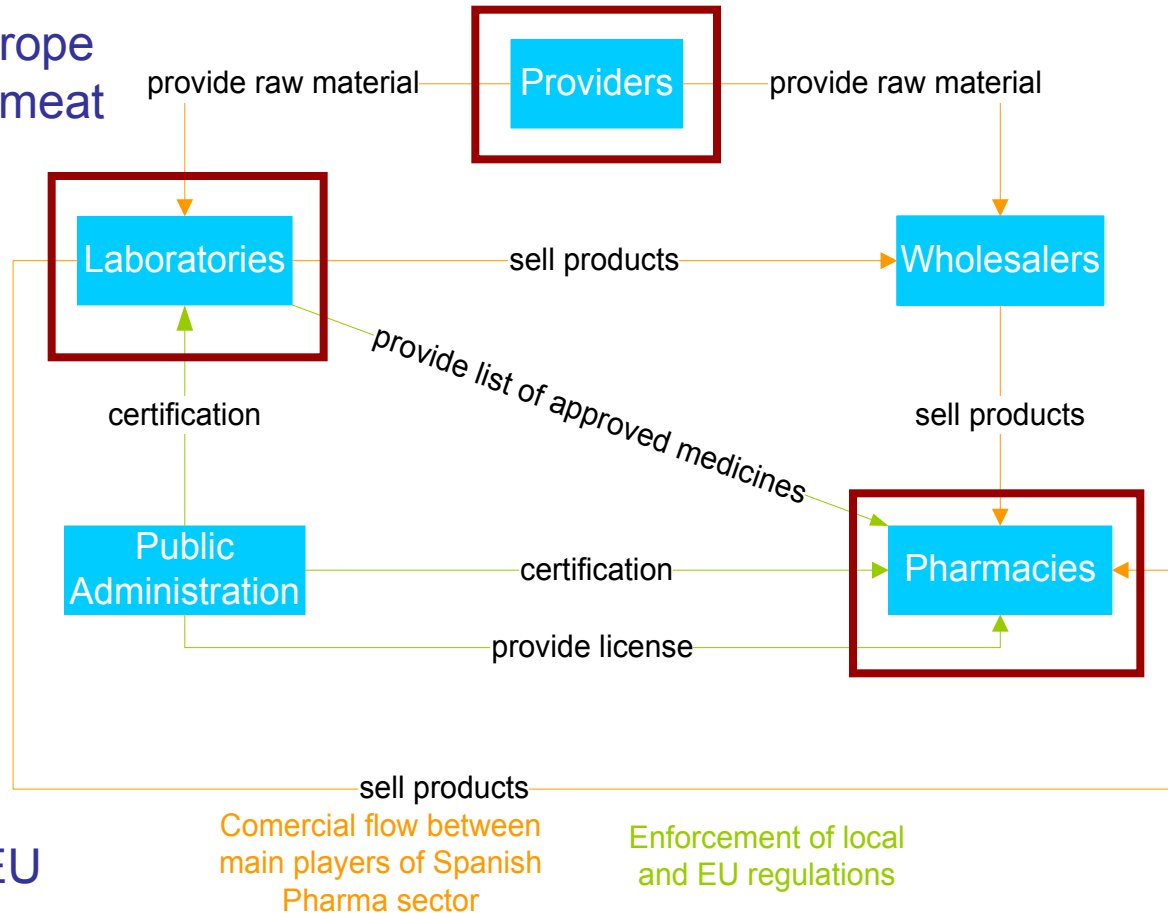 rope
meat
provide raw material
Providers
provide raw material
Laboratories
sell products
Wholesalers
provide list of approved medicines
certification
sell products
Public
Administration
certification
Pharmacies
provide license
sell products
Comercial flow between
main players of Spanish
Pharma sector
Enforcement of local
and EU regulations
EU